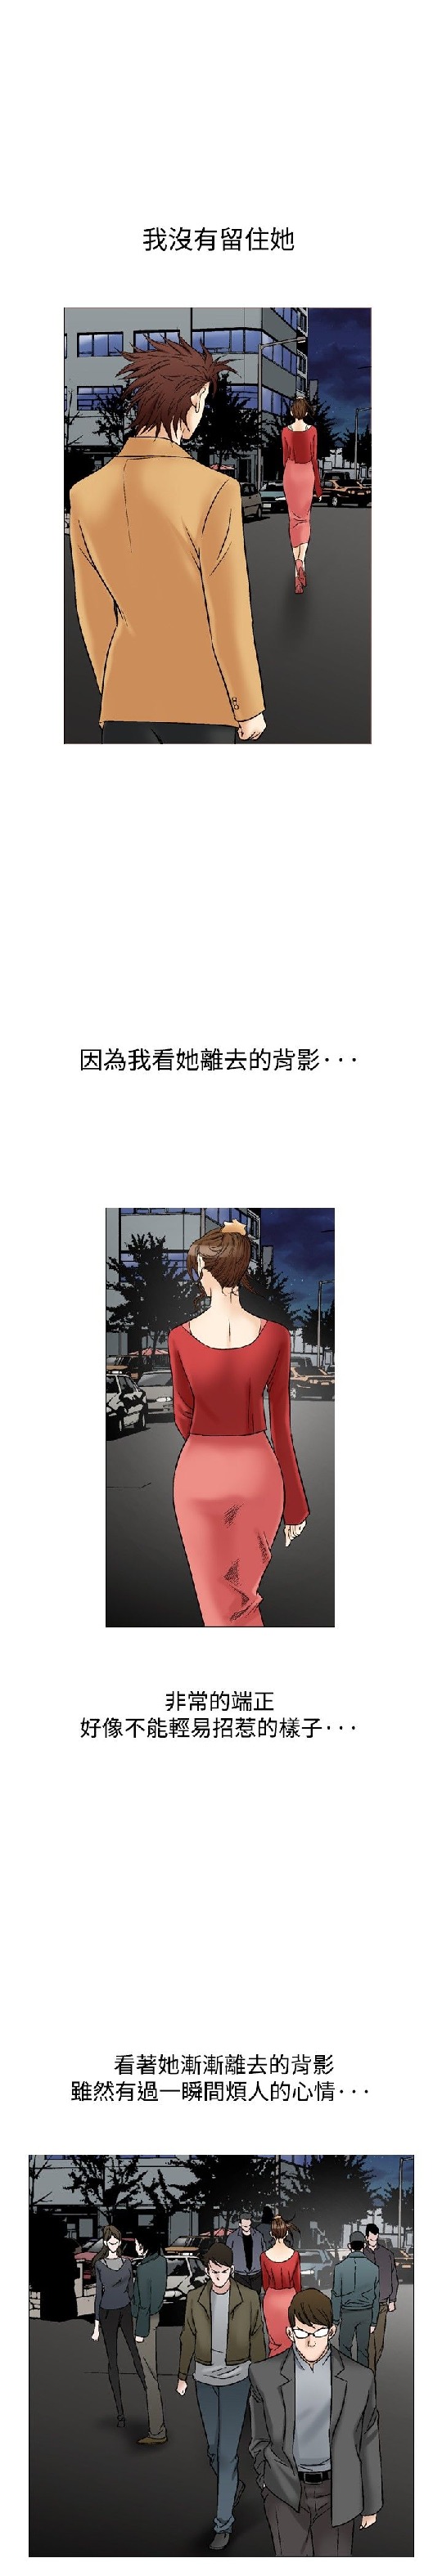 我沒有留住她
因為我看她離去的背影···
非常的端正
好像不能輕易招惹的樣子···
看著她漸漸離去的背影
雖然有過一瞬間煩人的心情···